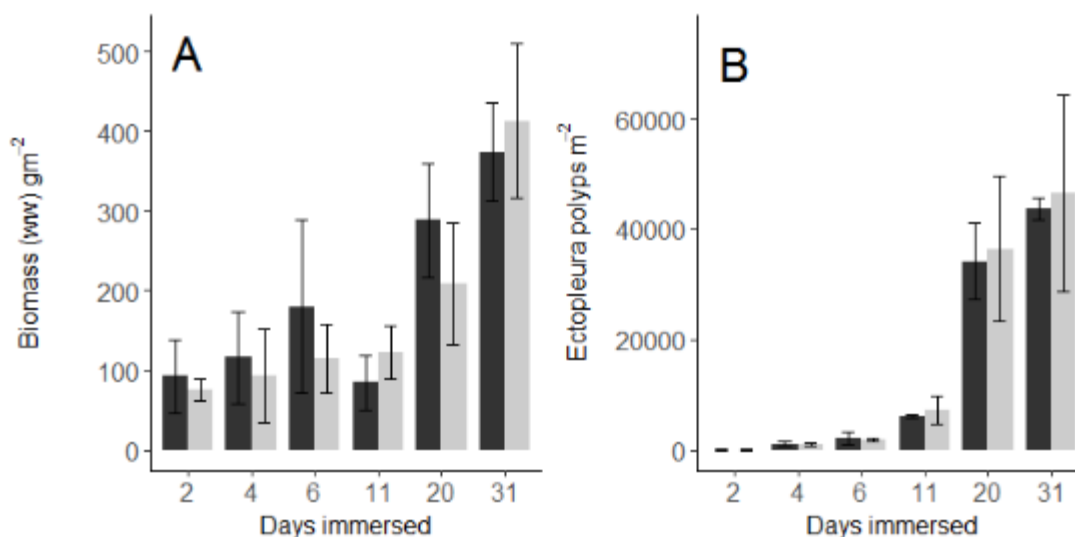 A
Biomass (ww) gm⁻²
500
400
300
200
100
0
2 4 6 11 20 31
Days immersed
B
Ectopleura polyps m⁻²
60000
40000
20000
0
2 4 6 11 20 31
Days immersed